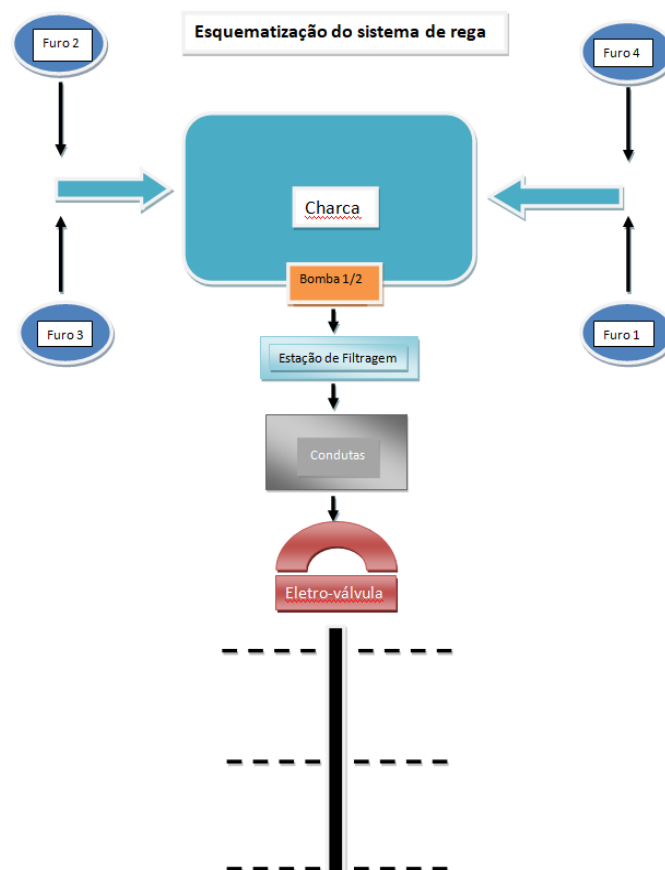 Esquematização do sistema de rega
Furo 2
Furo 4
Charca
Bomba 1/2
Furo 3
Furo 1
Estação de Filtragem
Condutas
Eletro-válvula